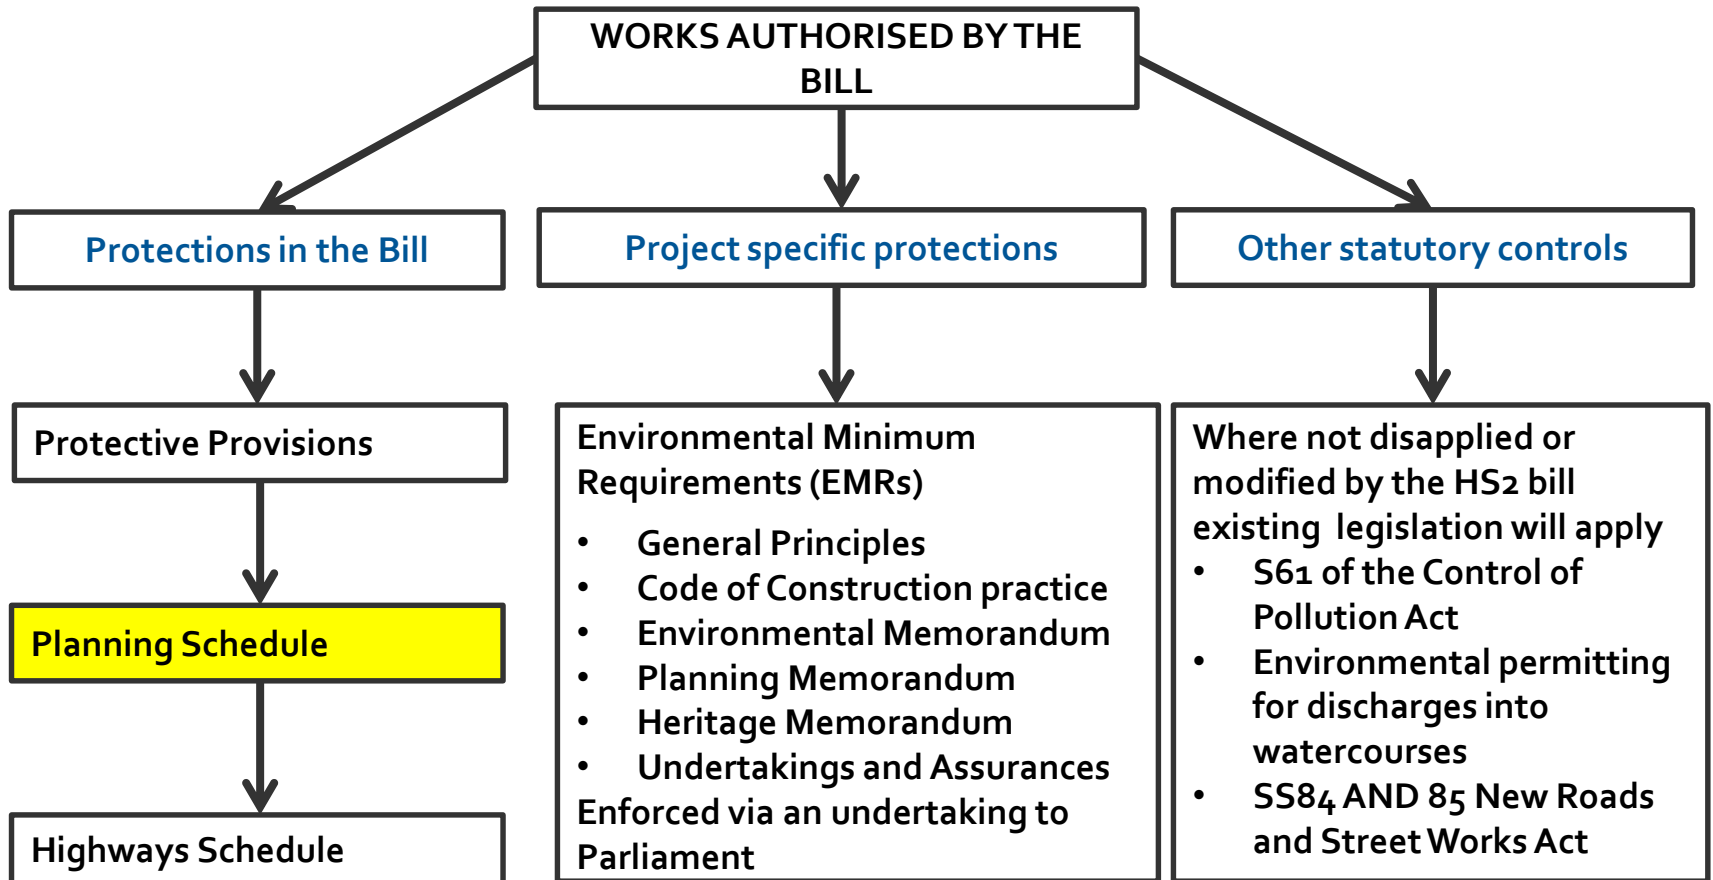 WORKS AUTHORISED BY THE
BILL
Protections in the Bill
Project specific protections
Other statutory controls
Protective Provisions
Planning Schedule
Highways Schedule
Environmental Minimum
Requirements (EMRs)
• General Principles
• Code of Construction practice
• Environmental Memorandum
• Planning Memorandum
• Heritage Memorandum
• Undertakings and Assurances
Enforced via an undertaking to
Parliament
Where not disapplied or
modified by the HS2 bill
existing legislation will apply
• S61 of the Control of
Pollution Act
• Environmental permitting
for discharges into
watercourses
• SS84 AND 85 New Roads
and Street Works Act